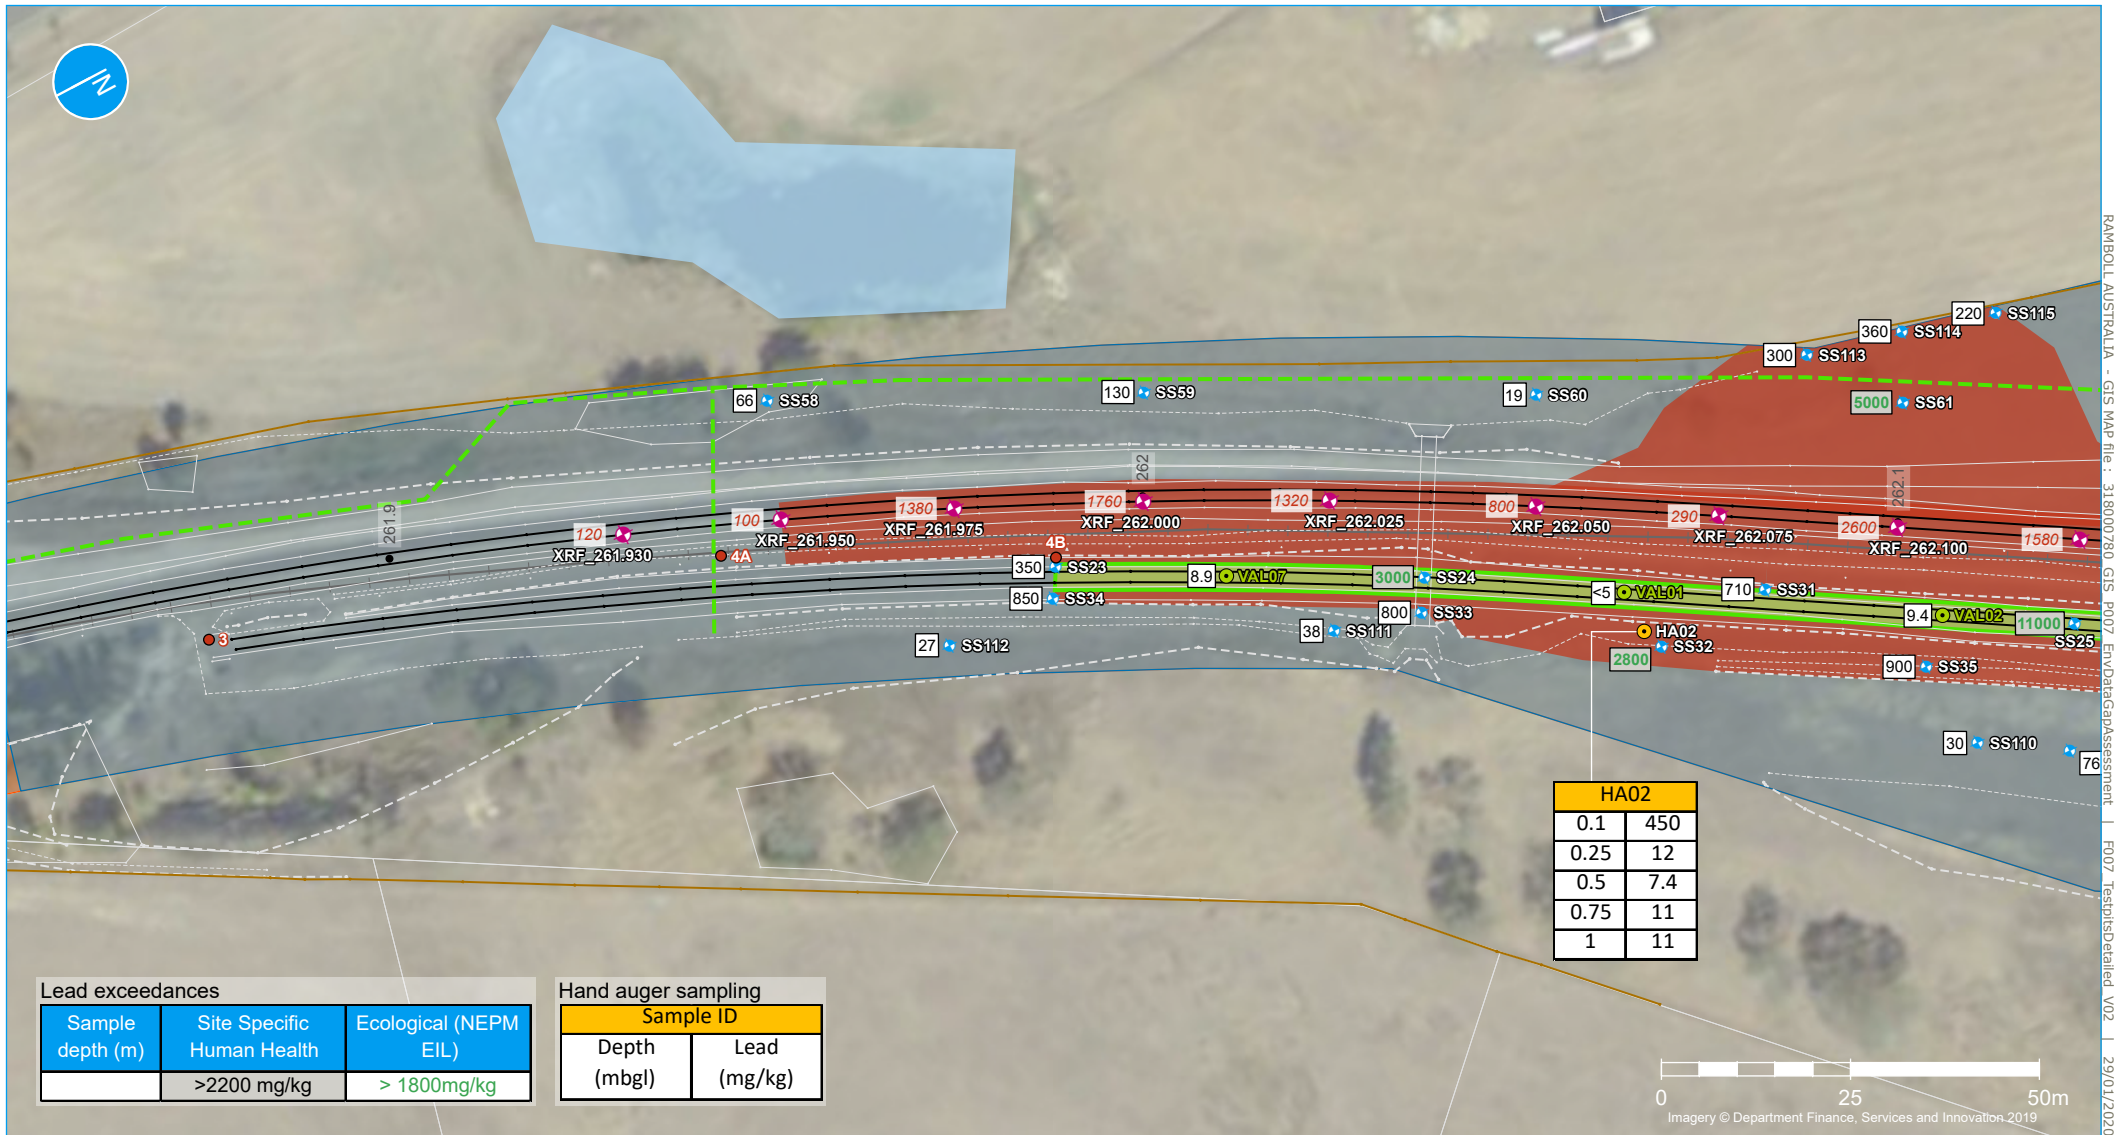 N
220 SS115
360 SS114
300 SS113
5000 SS61
66 SS58
130 SS59
19 SS60
261.9
262
262.1
120
XRF_261.930
100
XRF_261.950
1380
XRF_261.975
1760
XRF_262.000
1320
XRF_262.025
800
XRF_262.050
290
XRF_262.075
2600
XRF_262.100
1580
3
4A
4B
350 SS23
8.9 VAL07
3000 SS24
<5 VAL01
710 SS31
9.4 VAL02
11000
SS25
850 SS34
800 SS33
38 SS111
27 SS112
HA02
SS32
2800
900 SS35
30 SS110
76
HA02
0.1 450
0.25 12
0.5 7.4
0.75 11
1 11
Lead exceedances
Sample depth (m)
Site Specific Human Health
Ecological (NEPM EIL)
>2200 mg/kg
> 1800mg/kg
Hand auger sampling
Sample ID
Depth (mbgl)
Lead (mg/kg)
0 25 50m
Imagery © Department Finance, Services and Innovation 2019
RAMBOLL AUSTRALIA - GIS MAP file : 318000780_GIS_P007_EnvDataGapAssessment | F007_TestpitsDetailed_V02 | 29/01/2020